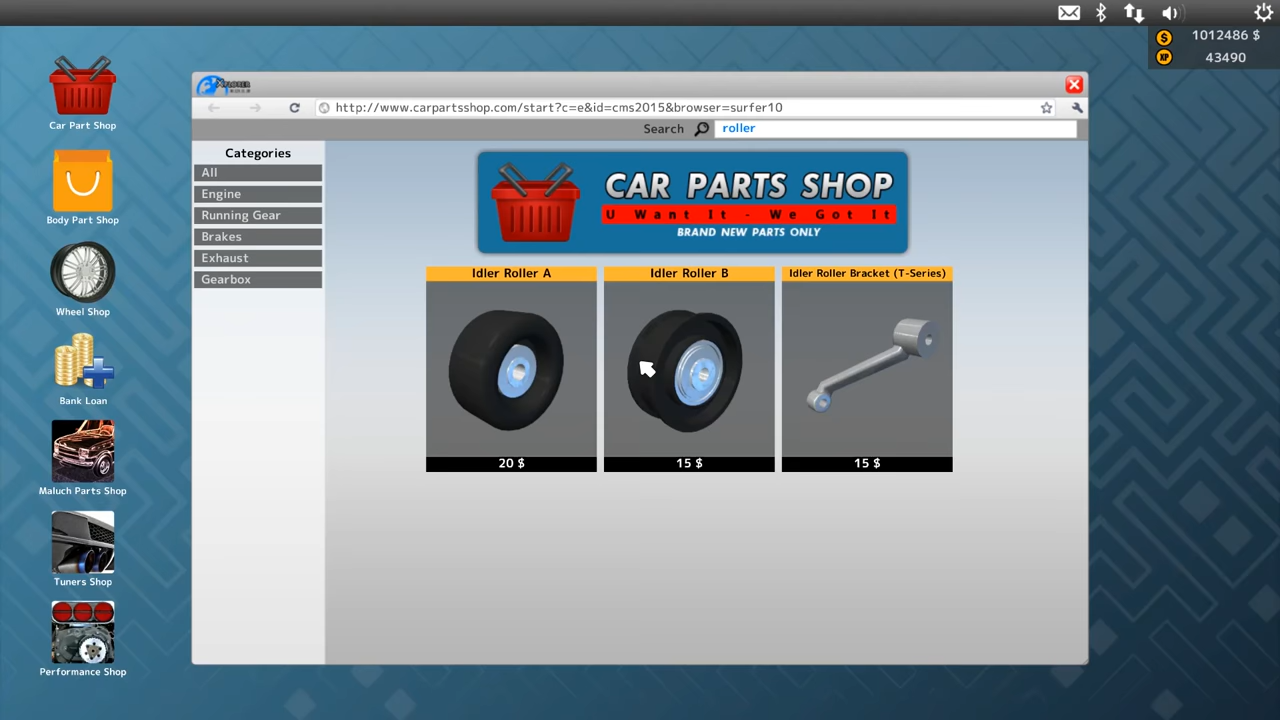 $ 1012486 $
XP 43490
Car Part Shop
Body Part Shop
Wheel Shop
Bank Loan
Maluch Parts Shop
Tuners Shop
Performance Shop
http://www.carpartsshop.com/start?c=e&id=cms2015&browser=surfer10
Search roller
Categories
All
Engine
Running Gear
Brakes
Exhaust
Gearbox
CAR PARTS SHOP
U Want It - We Got It
BRAND NEW PARTS ONLY
Idler Roller A
20 $
Idler Roller B
15 $
Idler Roller Bracket (T-Series)
15 $